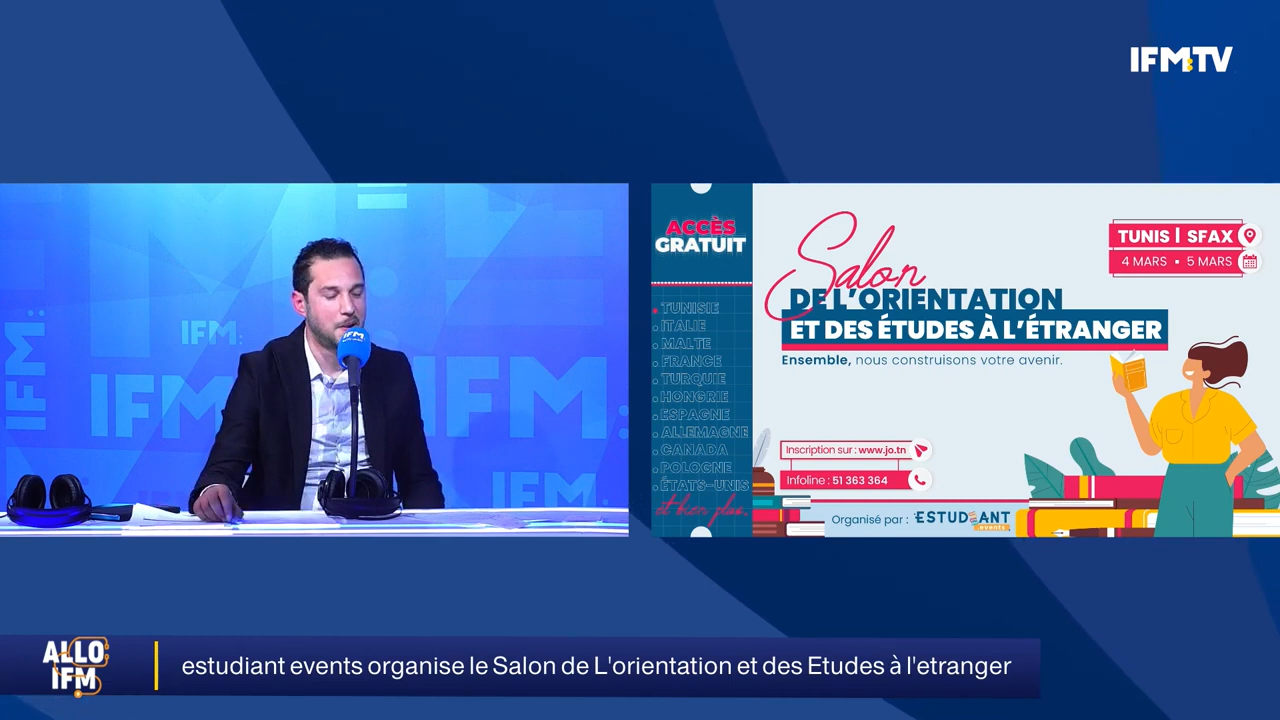 IFM:TV
IFM:
IFM:
IFM:
IFM:
IFM
IFM
ACCÈS
GRATUIT
TUNISIE
ITALIE
MALTE
FRANCE
TURQUIE
HONGRIE
ESPAGNE
ALLEMAGNE
CANADA
POLOGNE
ÉTATS-UNIS
et bien plus.
Salon
DE L'ORIENTATION
ET DES ÉTUDES À L'ÉTRANGER
Ensemble, nous construisons votre avenir.
TUNIS | SFAX
4 MARS • 5 MARS
Inscription sur : www.jo.tn
Infoline : 51 363 364
Organisé par : ESTUDIANT
events
ALLO
IFM
estudiant events organise le Salon de L'orientation et des Etudes à l'etranger